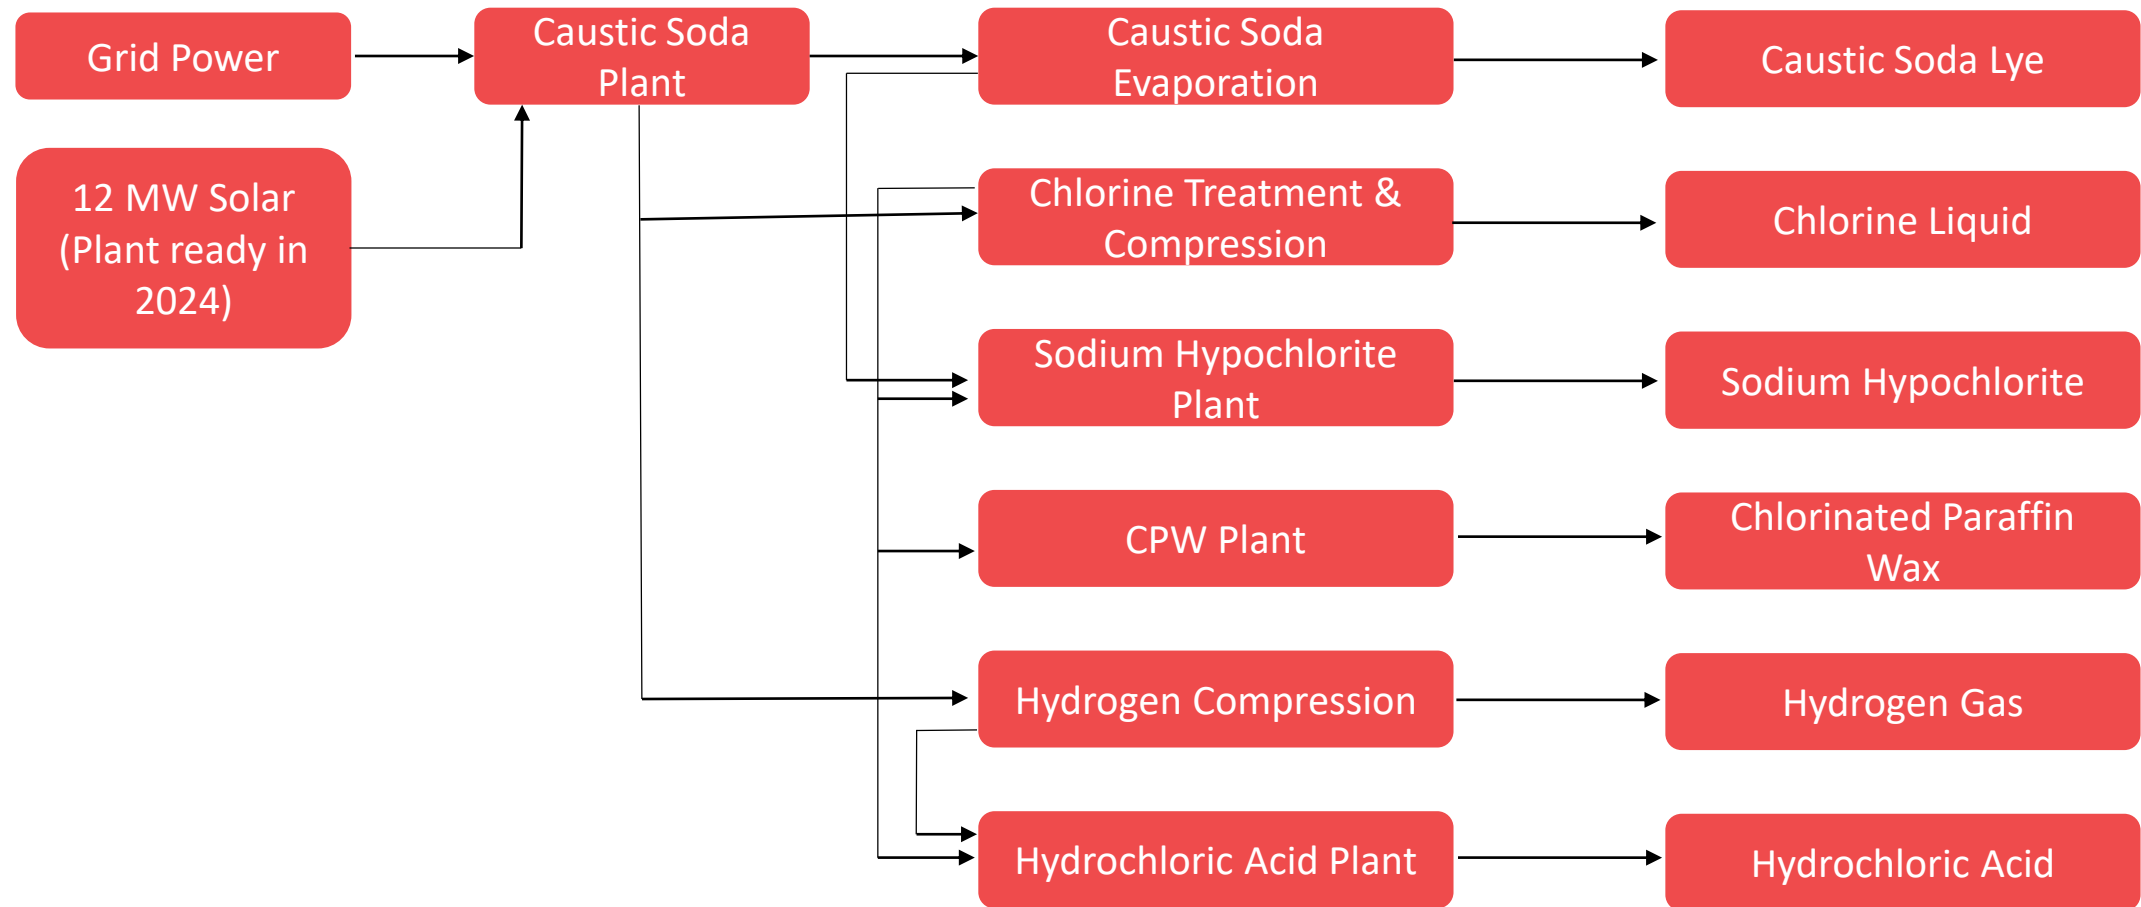 Grid Power
Caustic Soda
Plant
Caustic Soda
Evaporation
Caustic Soda Lye
12 MW Solar
(Plant ready in
2024)
Chlorine Treatment &
Compression
Chlorine Liquid
Sodium Hypochlorite
Plant
Sodium Hypochlorite
CPW Plant
Chlorinated Paraffin
Wax
Hydrogen Compression
Hydrogen Gas
Hydrochloric Acid Plant
Hydrochloric Acid